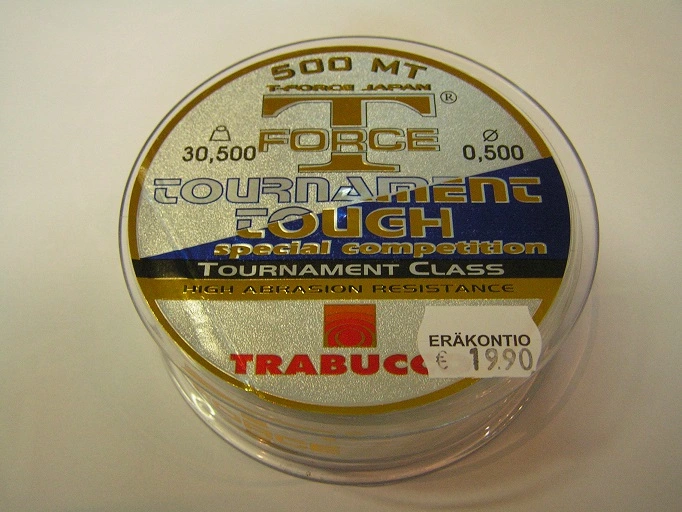 500 MT
T-FORCE JAPAN
T ®
FORCE
30,500
0,500
TOURNAMENT
TOUGH
special competition
TOURNAMENT CLASS
HIGH ABRASION RESISTANCE
TRABUCC
ERÄKONTIO
€ 19.90